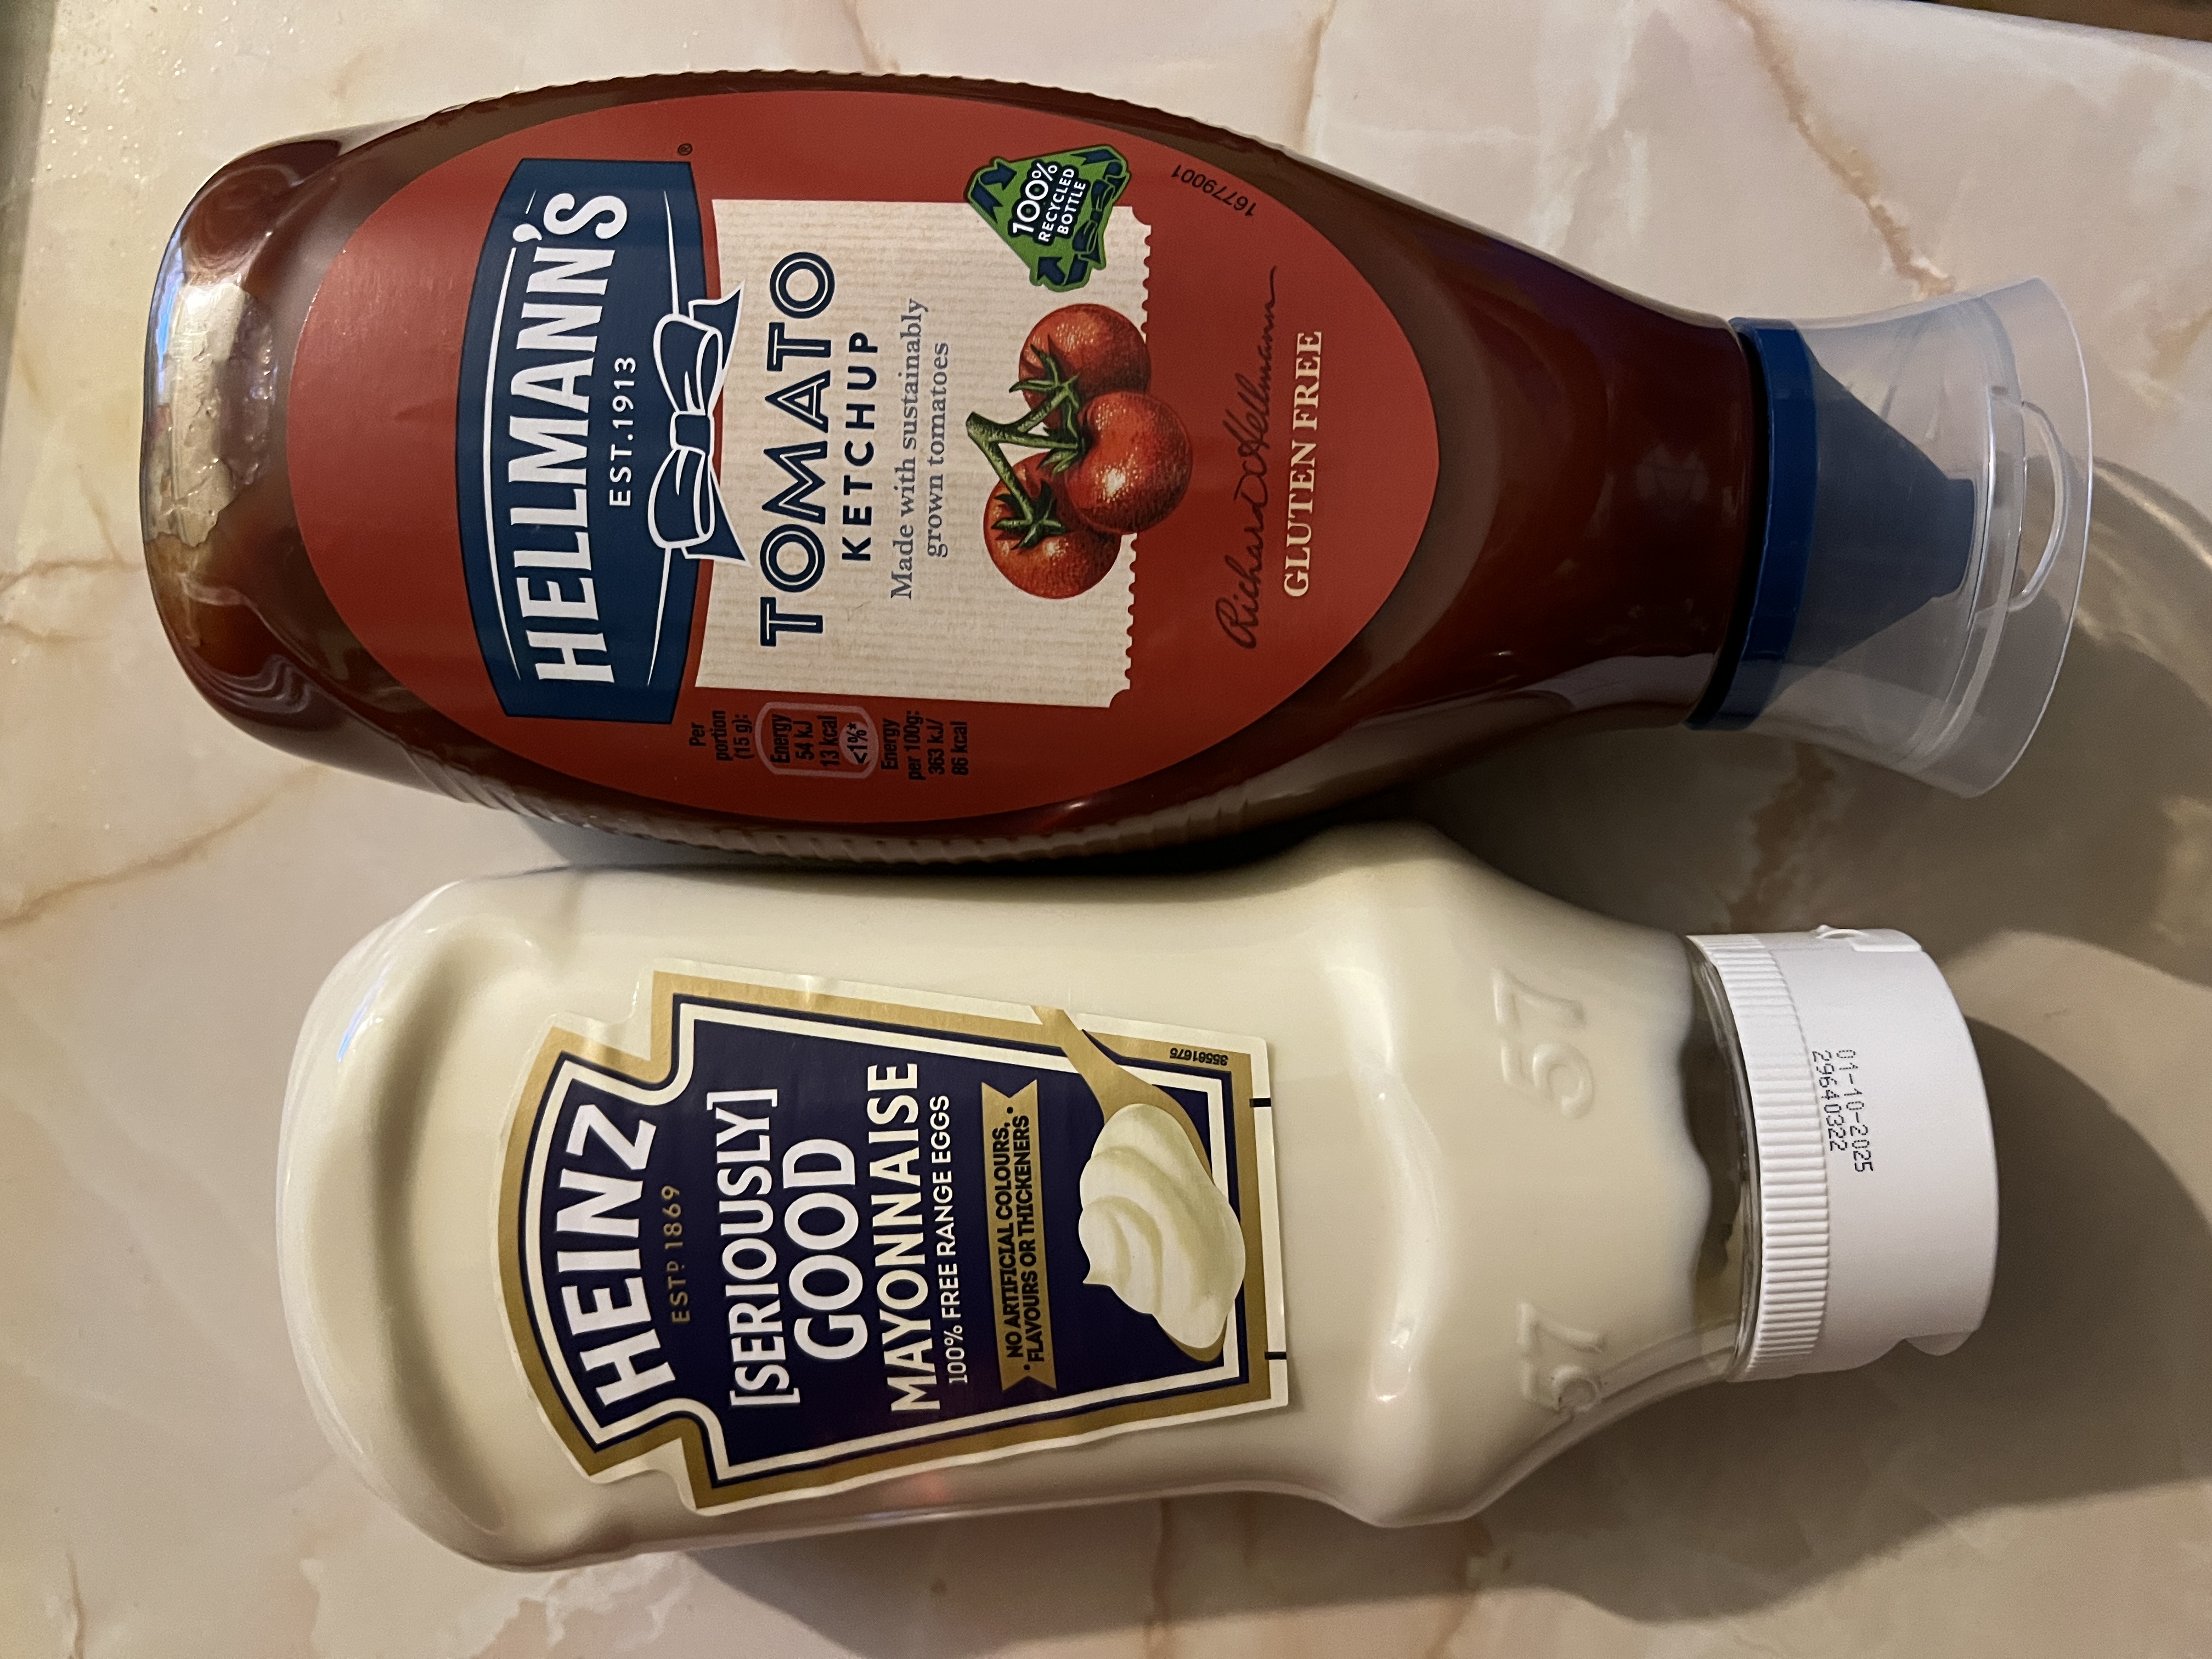 HEINZ
ESTD 1869
[SERIOUSLY]
GOOD
MAYONNAISE
100% FREE RANGE EGGS
NO ARTIFICIAL COLOURS,
FLAVOURS OR THICKENERS
35561675
57 57
29640322
01-10-2025
HELLMANN'S
EST.1913
®
TOMATO
KETCHUP
Made with sustainably
grown tomatoes
Per
portion
(15 g):
Energy
54 kJ
13 kcal
<1%*
Energy
per 100g:
363 kJ/
86 kcal
100%
RECYCLED
BOTTLE
16779001
Richard Hellmann
GLUTEN FREE